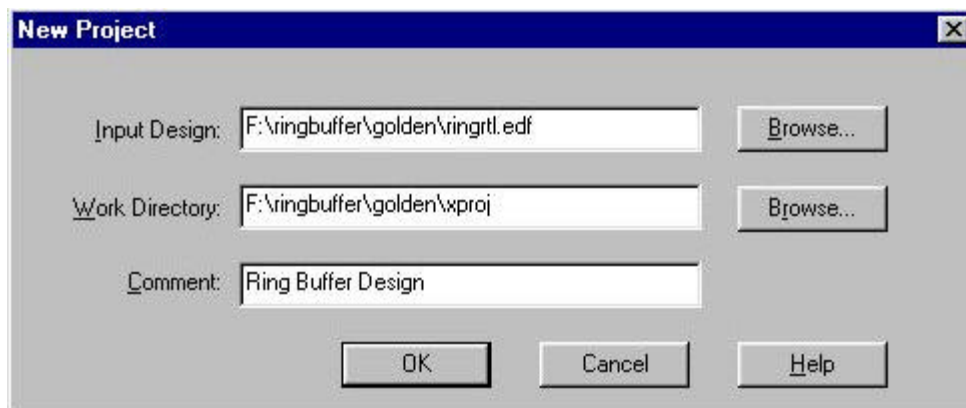 New Project
Input Design: F:\ringbuffer\golden\ringrtl.edf Browse...
Work Directory: F:\ringbuffer\golden\xproj Browse...
Comment: Ring Buffer Design
OK Cancel Help